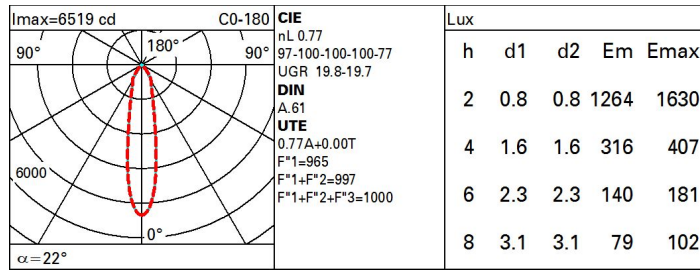 Imax=6519 cd C0-180
90° 180° 90°
6000
0°
α=22°
CIE
nL 0.77
97-100-100-100-77
UGR 19.8-19.7
DIN
A.61
UTE
0.77A+0.00T
F"1=965
F"1+F"2=997
F"1+F"2+F"3=1000
Lux
h d1 d2 Em Emax
2 0.8 0.8 1264 1630
4 1.6 1.6 316 407
6 2.3 2.3 140 181
8 3.1 3.1 79 102